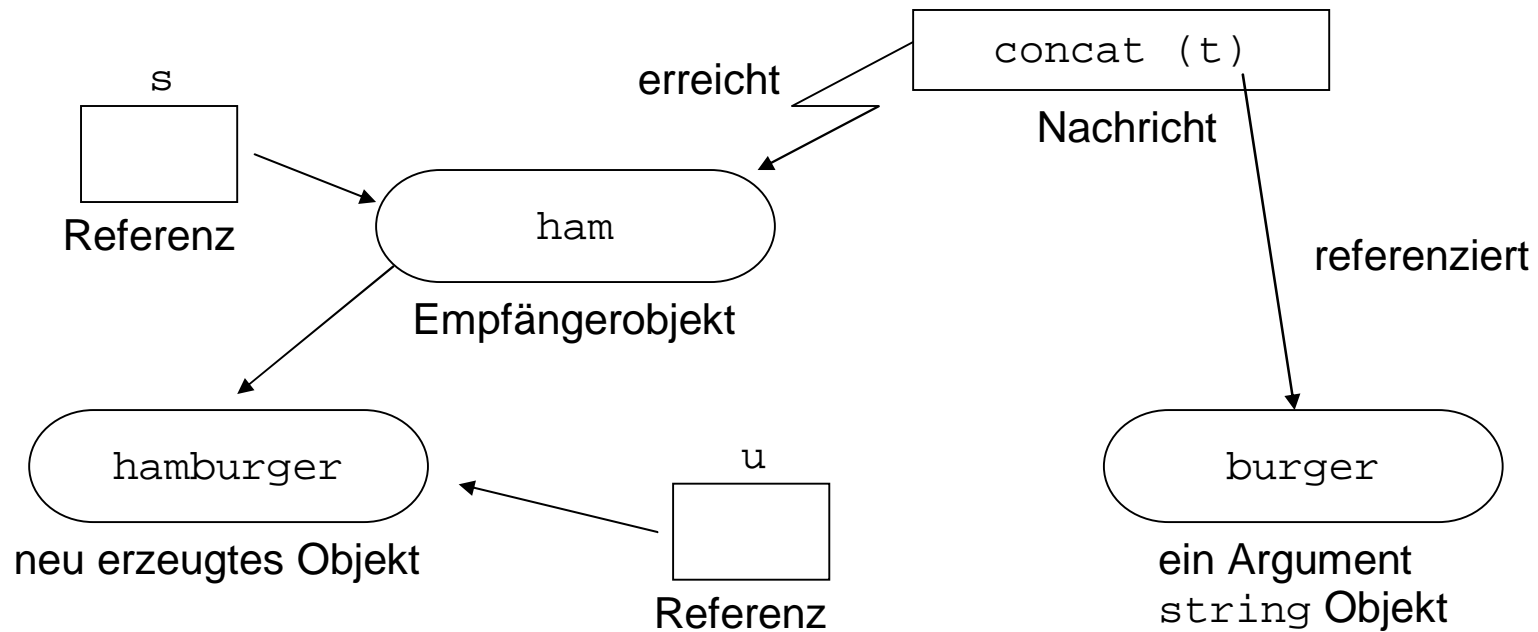 concat (t)
s
erreicht
Nachricht
Referenz
ham
referenziert
Empfängerobjekt
hamburger
u
burger
neu erzeugtes Objekt
Referenz
ein Argument
string Objekt